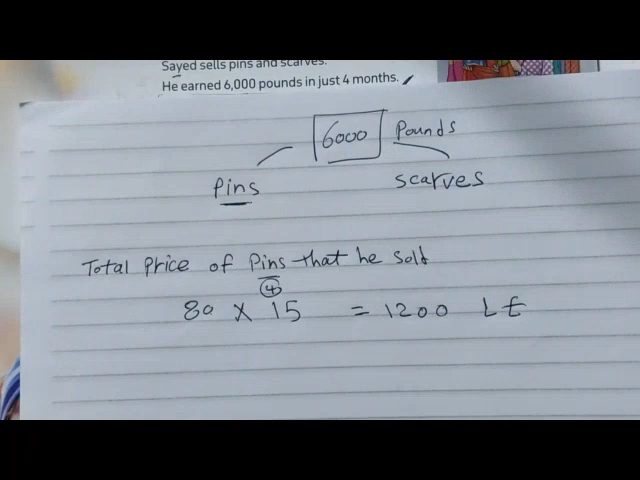 Sayed sells pins and scarves.
He earned 6,000 pounds in just 4 months.
6000 Pounds
Pins scarves
Total Price of Pins that he sold
4
80 × 15 = 1200 LE